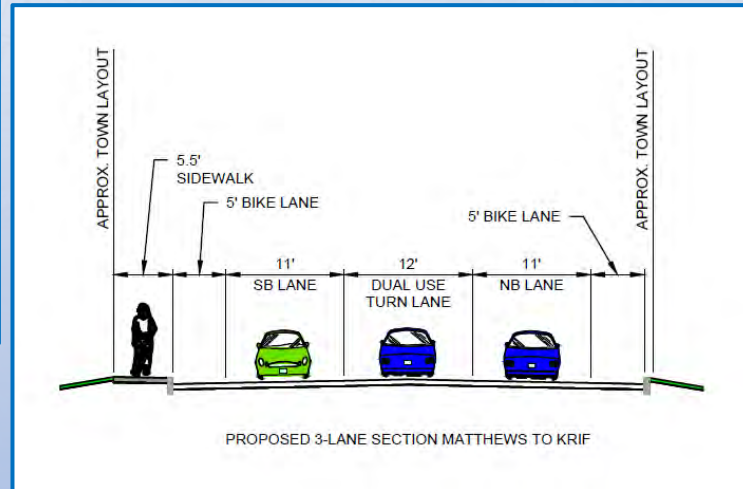 APPROX. TOWN LAYOUT
APPROX. TOWN LAYOUT
5.5'
SIDEWALK
5' BIKE LANE
5' BIKE LANE
11'
SB LANE
12'
DUAL USE
TURN LANE
11'
NB LANE
PROPOSED 3-LANE SECTION MATTHEWS TO KRIF